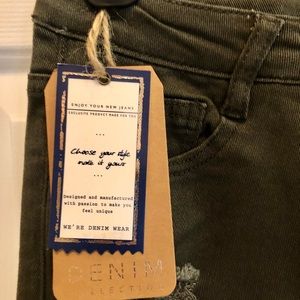 ENJOY YOUR NEW JEANS
EXCLUSIVE PRODUCT MADE FOR YOU
...
Choose your style
make it yours
...
Designed and manufactured
with passion to make you
feel unique
WE'RE DENIM WEAR
DENIM
COLLECTION